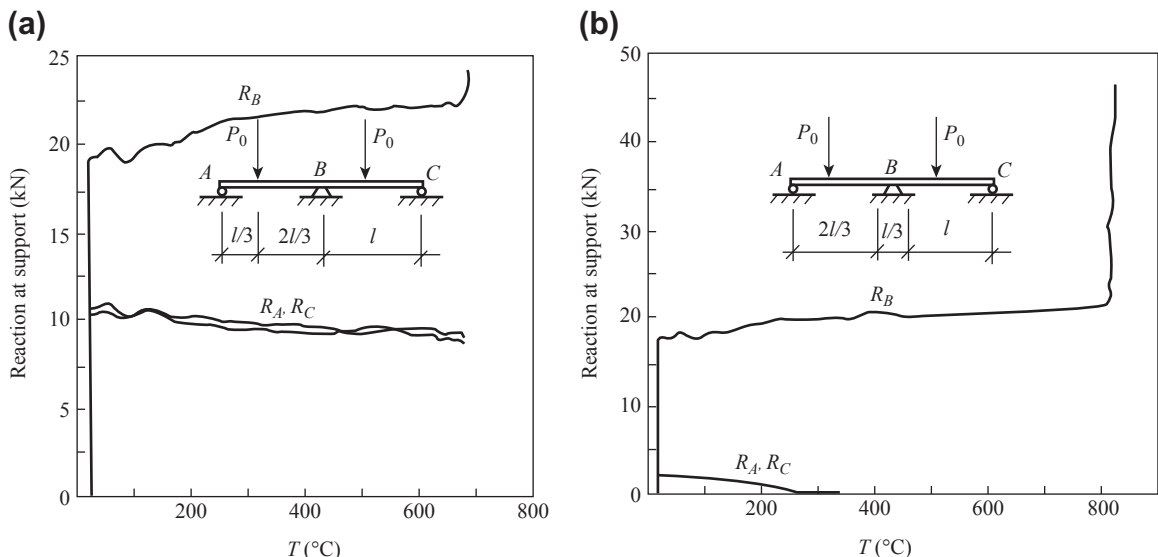 (a)
25
20
15
10
5
0
Reaction at support (kN)
R_B
P_0
P_0
A
B
C
l/3
2l/3
l
R_A, R_C
200
400
600
800
T (°C)
(b)
50
40
30
20
10
0
Reaction at support (kN)
P_0
P_0
A
B
C
2l/3
l/3
l
R_B
R_A, R_C
200
400
600
800
T (°C)